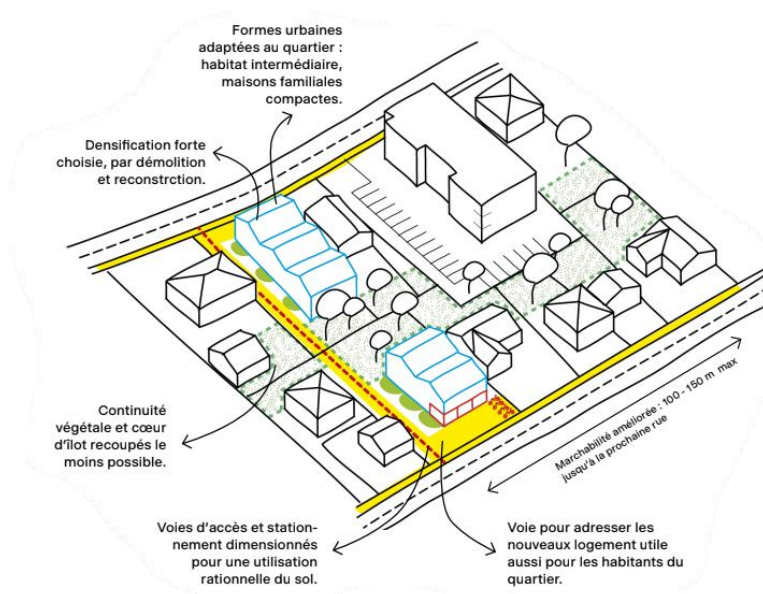 Formes urbaines
adaptées au quartier :
habitat intermédiaire,
maisons familiales
compactes.
Densification forte
choisie, par démolition
et reconstrction.
Continuité
végétale et cœur
d'îlot recoupés le
moins possible.
Marchabilité améliorée : 100 - 150 m max
jusqu'à la prochaine rue
Voies d'accès et station-
nement dimensionnés
pour une utilisation
rationnelle du sol.
Voie pour adresser les
nouveaux logement utile
aussi pour les habitants du
quartier.